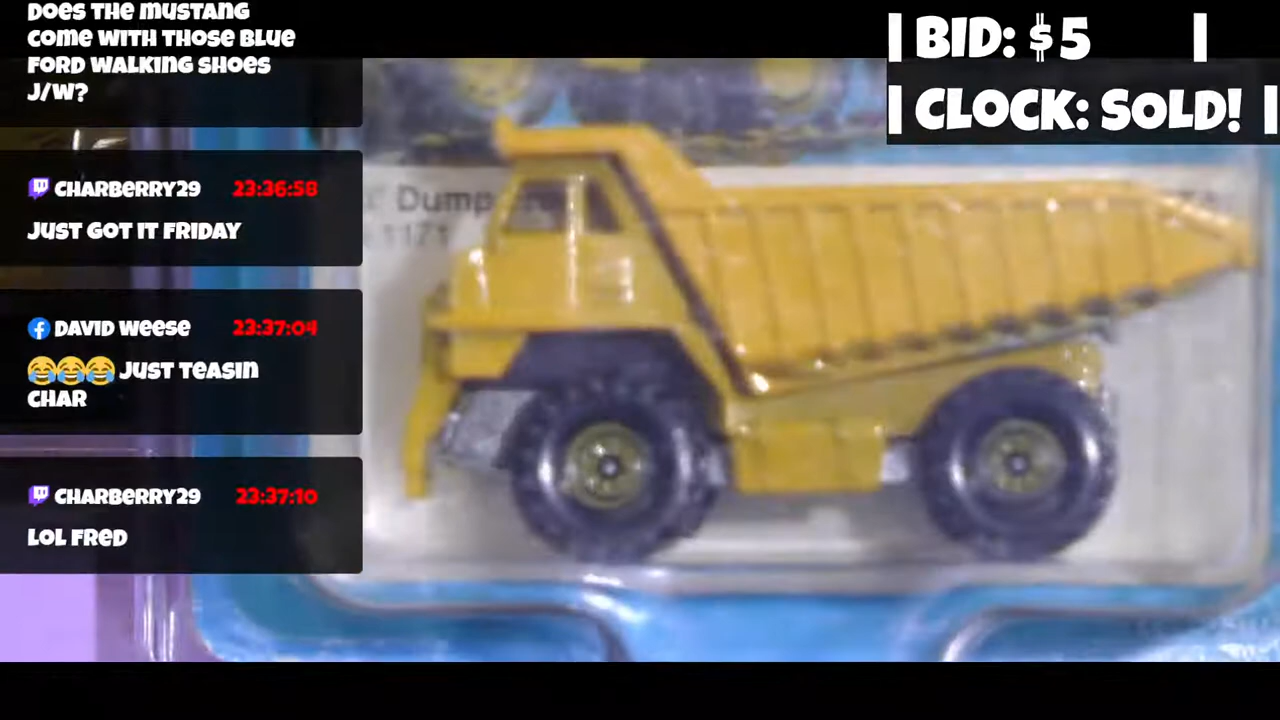 DOES THE MUSTANG
COME WITH THOSE BLUE
FORD WALKING SHOES
J/W?
CHARBERRY29 23:36:58
JUST GOT IT FRIDAY
DAVID WEESE 23:37:04
😂😂😂 JUST TEASIN
CHAR
CHARBERRY29 23:37:10
LOL FRED
| BID: $5 |
| CLOCK: SOLD! |
Dump
1171